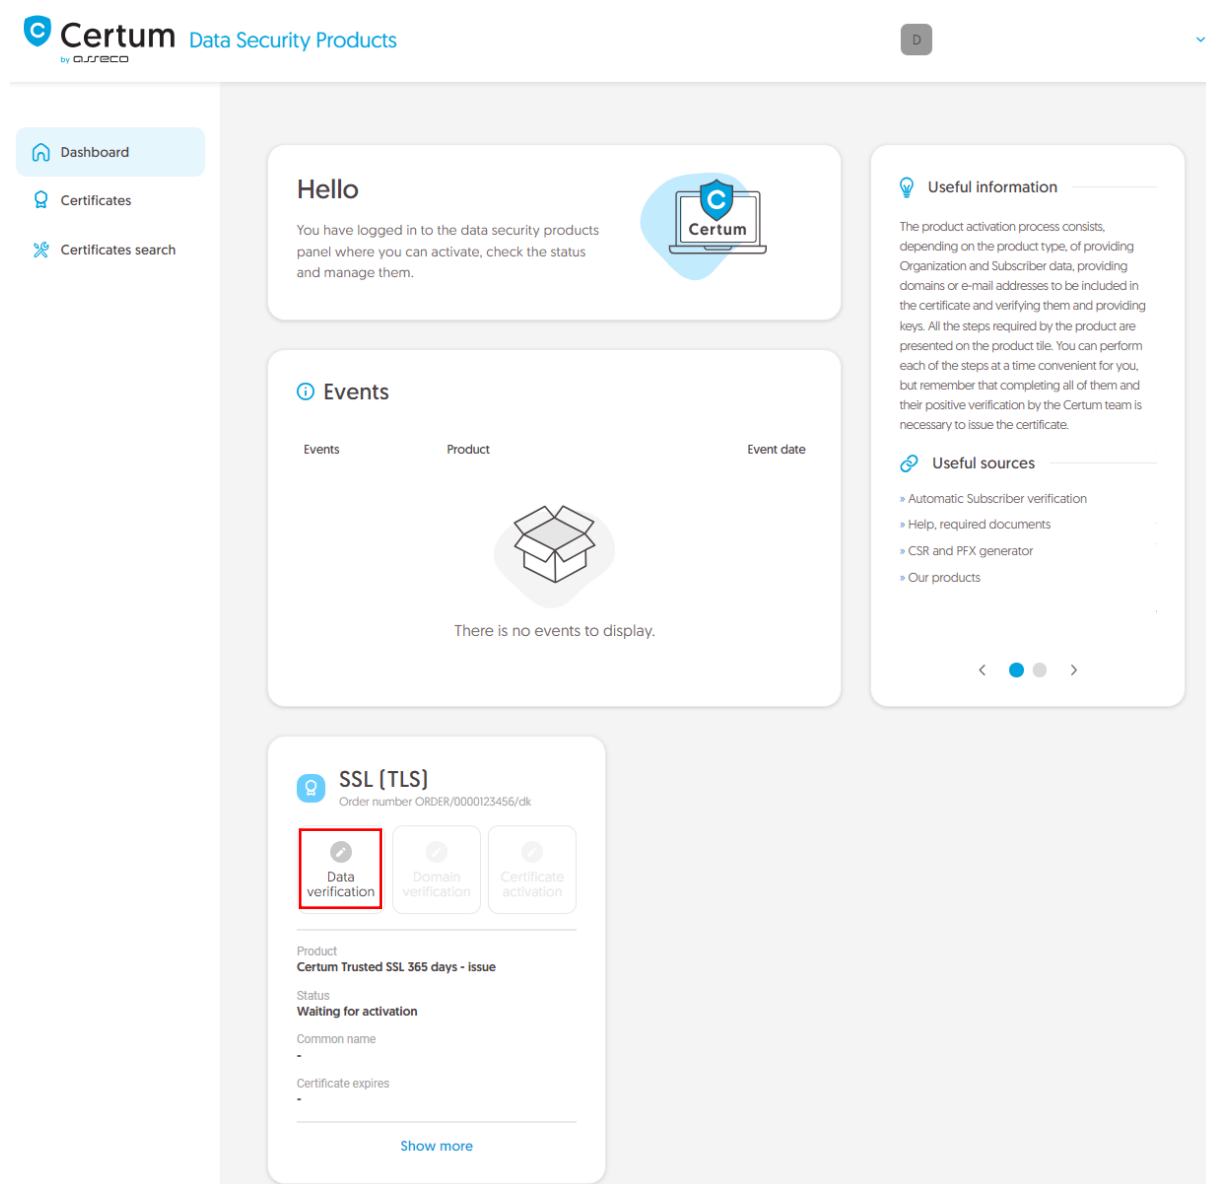 Certum Data Security Products
by asseco
D
Dashboard
Certificates
Certificates search
Hello
You have logged in to the data security products
panel where you can activate, check the status
and manage them.
C
Certum
Events
Events Product Event date
There is no events to display.
Useful information
The product activation process consists,
depending on the product type, of providing
Organization and Subscriber data, providing
domains or e-mail addresses to be included in
the certificate and verifying them and providing
keys. All the steps required by the product are
presented on the product tile. You can perform
each of the steps at a time convenient for you,
but remember that completing all of them and
their positive verification by the Certum team is
necessary to issue the certificate.
Useful sources
» Automatic Subscriber verification
» Help, required documents
» CSR and PFX generator
» Our products
SSL (TLS)
Order number ORDER/0000123456/dk
Data
verification
Domain
verification
Certificate
activation
Product
Certum Trusted SSL 365 days - issue
Status
Waiting for activation
Common name
-
Certificate expires
-
Show more